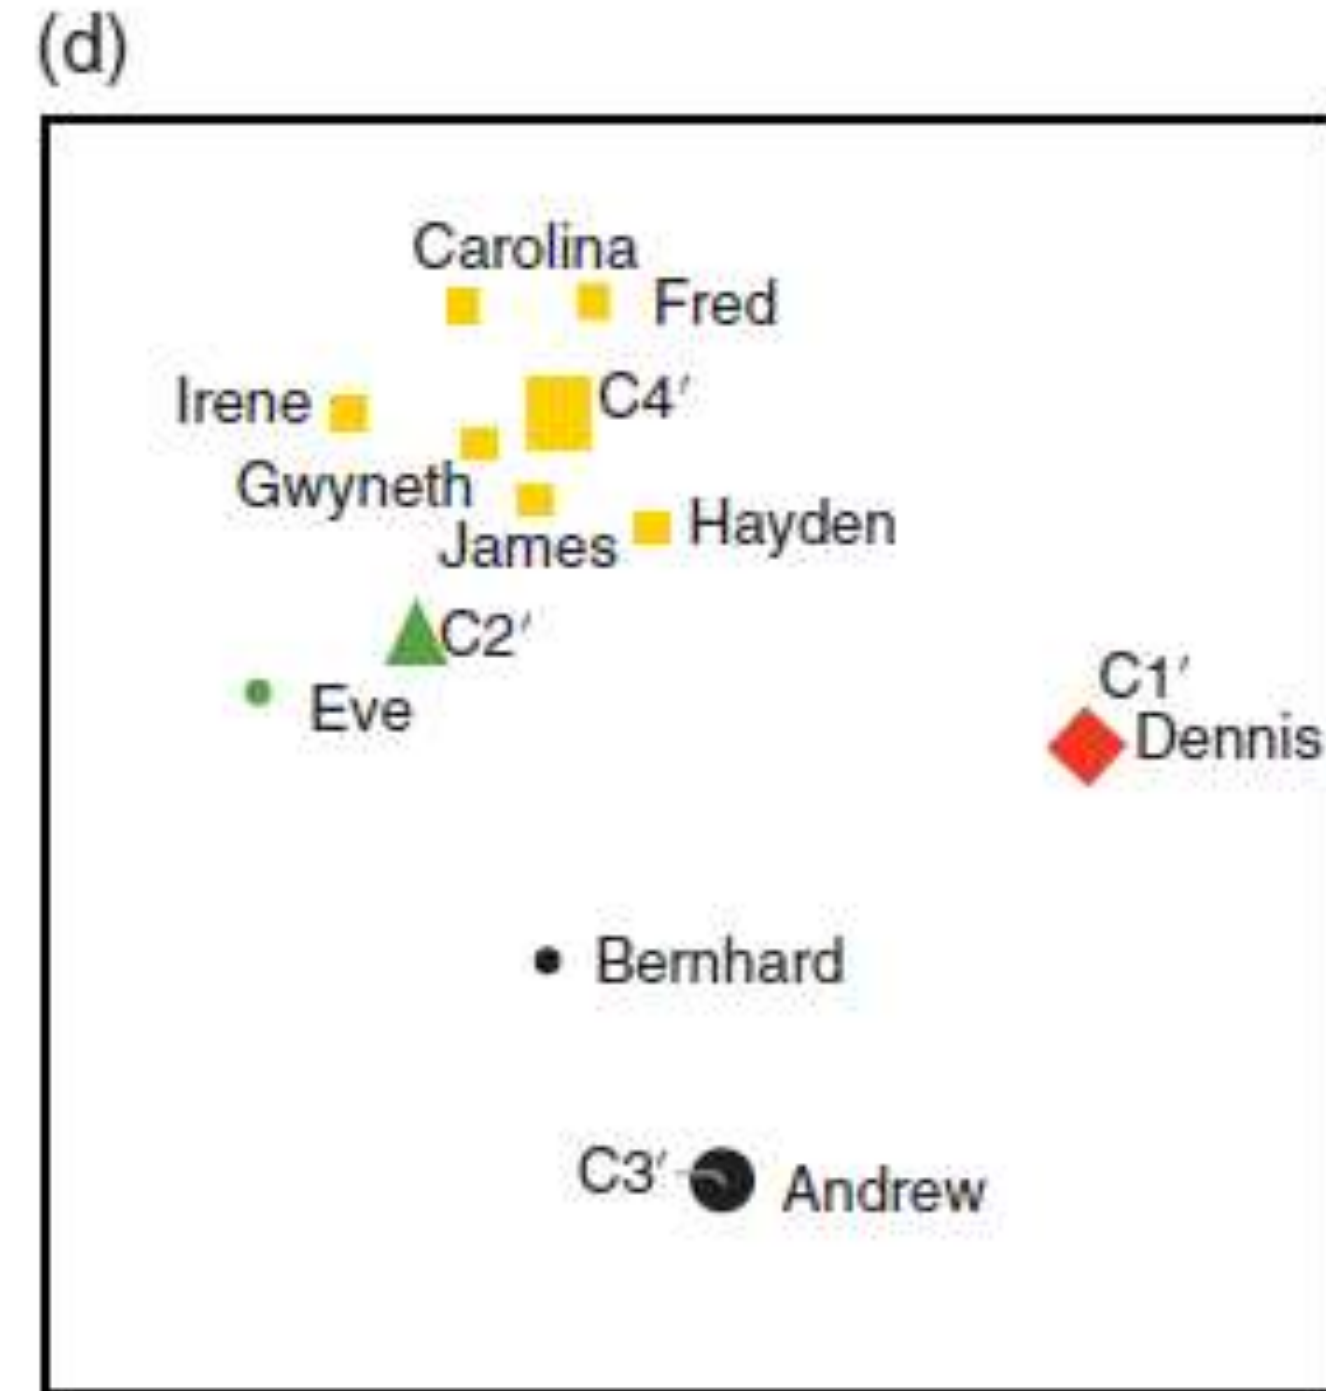 (d)
Carolina
Fred
Irene
C4′
Gwyneth
James
Hayden
C2′
Eve
C1′
Dennis
Bernhard
C3′
Andrew